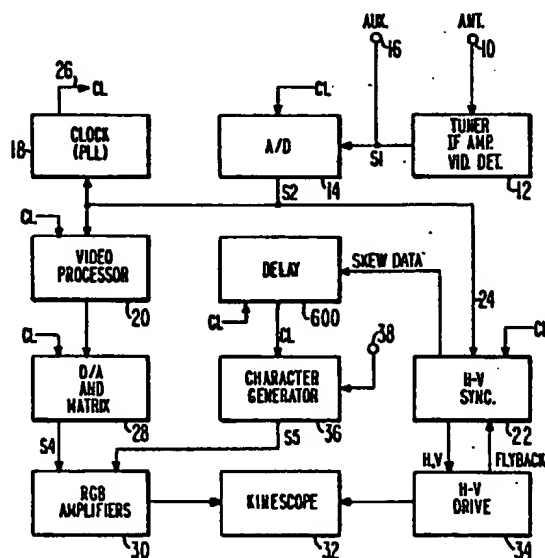 AUX. ANT.
16 10
26 CL CL
18 CLOCK
(PLL)
A/D
S1
TUNER
IF AMP.
VID. DET.
S2 14 12
CL
VIDEO
PROCESSOR
20
DELAY
SKEW DATA
CL 600
CL
24
38
CL
CL
D/A
AND
MATRIX
28
CHARACTER
GENERATOR
36
H-V
SYNC.
22
S4 S5 H,V FLYBACK
RGB
AMPLIFIERS
30
KINESCOPE
32
H-V
DRIVE
34